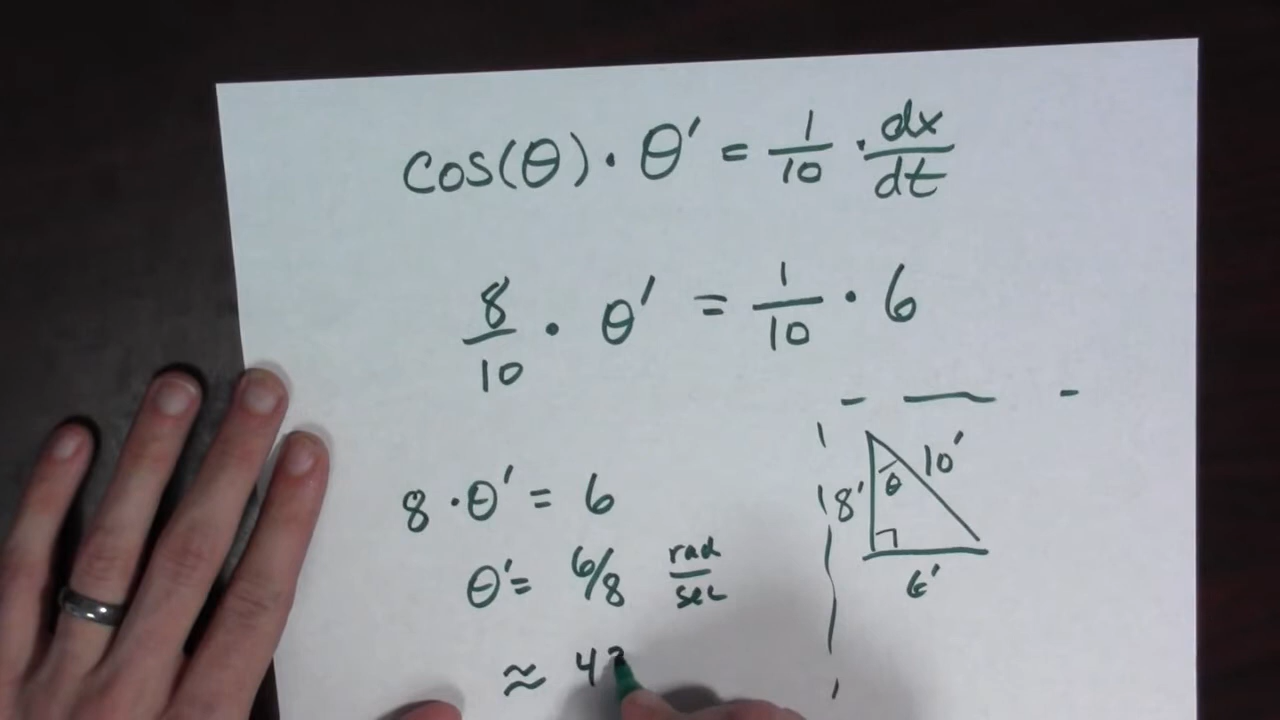 cos(θ) · θ' = 1/10 · dx/dt
8/10 · θ' = 1/10 · 6
8 · θ' = 6
θ' = 6/8 rad/sec
≈ 4
10'
θ
8'
6'